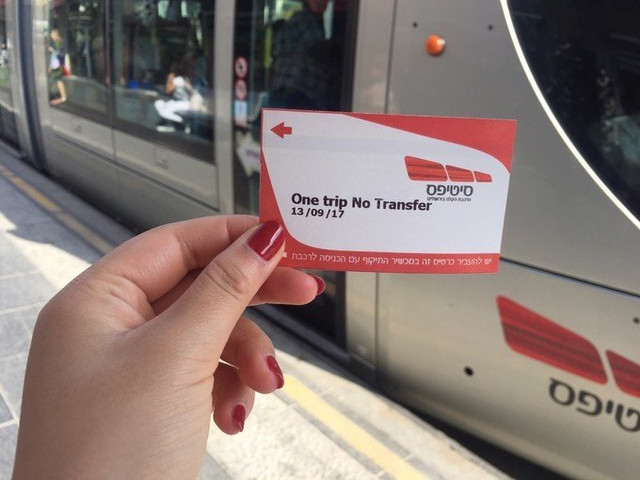 סיטיפס
הרכבת הקלה בירושלים
One trip No Transfer
13/09/17
יש להעביר כרטיס זה במכשיר התיקוף עם הכניסה לרכבת
סיטיפס